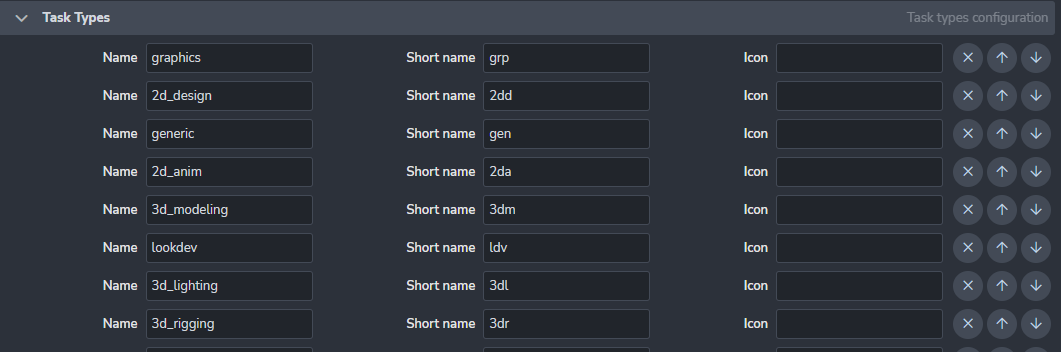 Task Types Task types configuration
Name graphics Short name grp Icon
Name 2d_design Short name 2dd Icon
Name generic Short name gen Icon
Name 2d_anim Short name 2da Icon
Name 3d_modeling Short name 3dm Icon
Name lookdev Short name ldv Icon
Name 3d_lighting Short name 3dl Icon
Name 3d_rigging Short name 3dr Icon